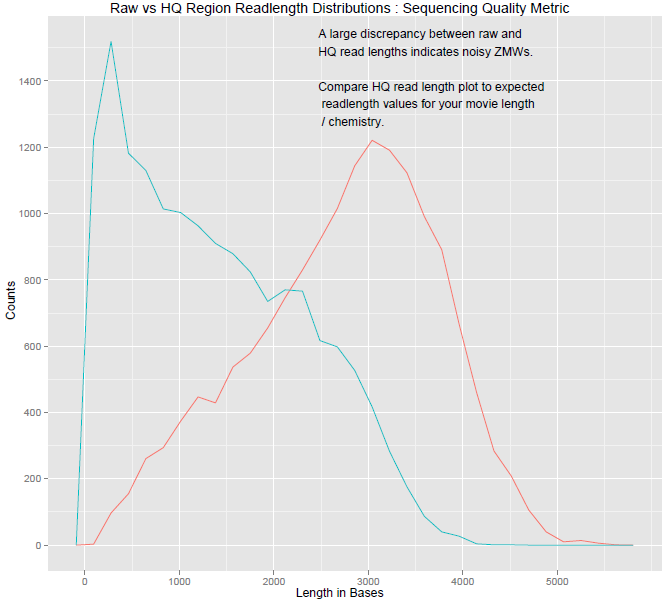 Raw vs HQ Region Readlength Distributions : Sequencing Quality Metric
A large discrepancy between raw and
HQ read lengths indicates noisy ZMWs.
Compare HQ read length plot to expected
readlength values for your movie length
/ chemistry.
Counts
1400
1200
1000
800
600
400
200
0
0 1000 2000 3000 4000 5000
Length in Bases